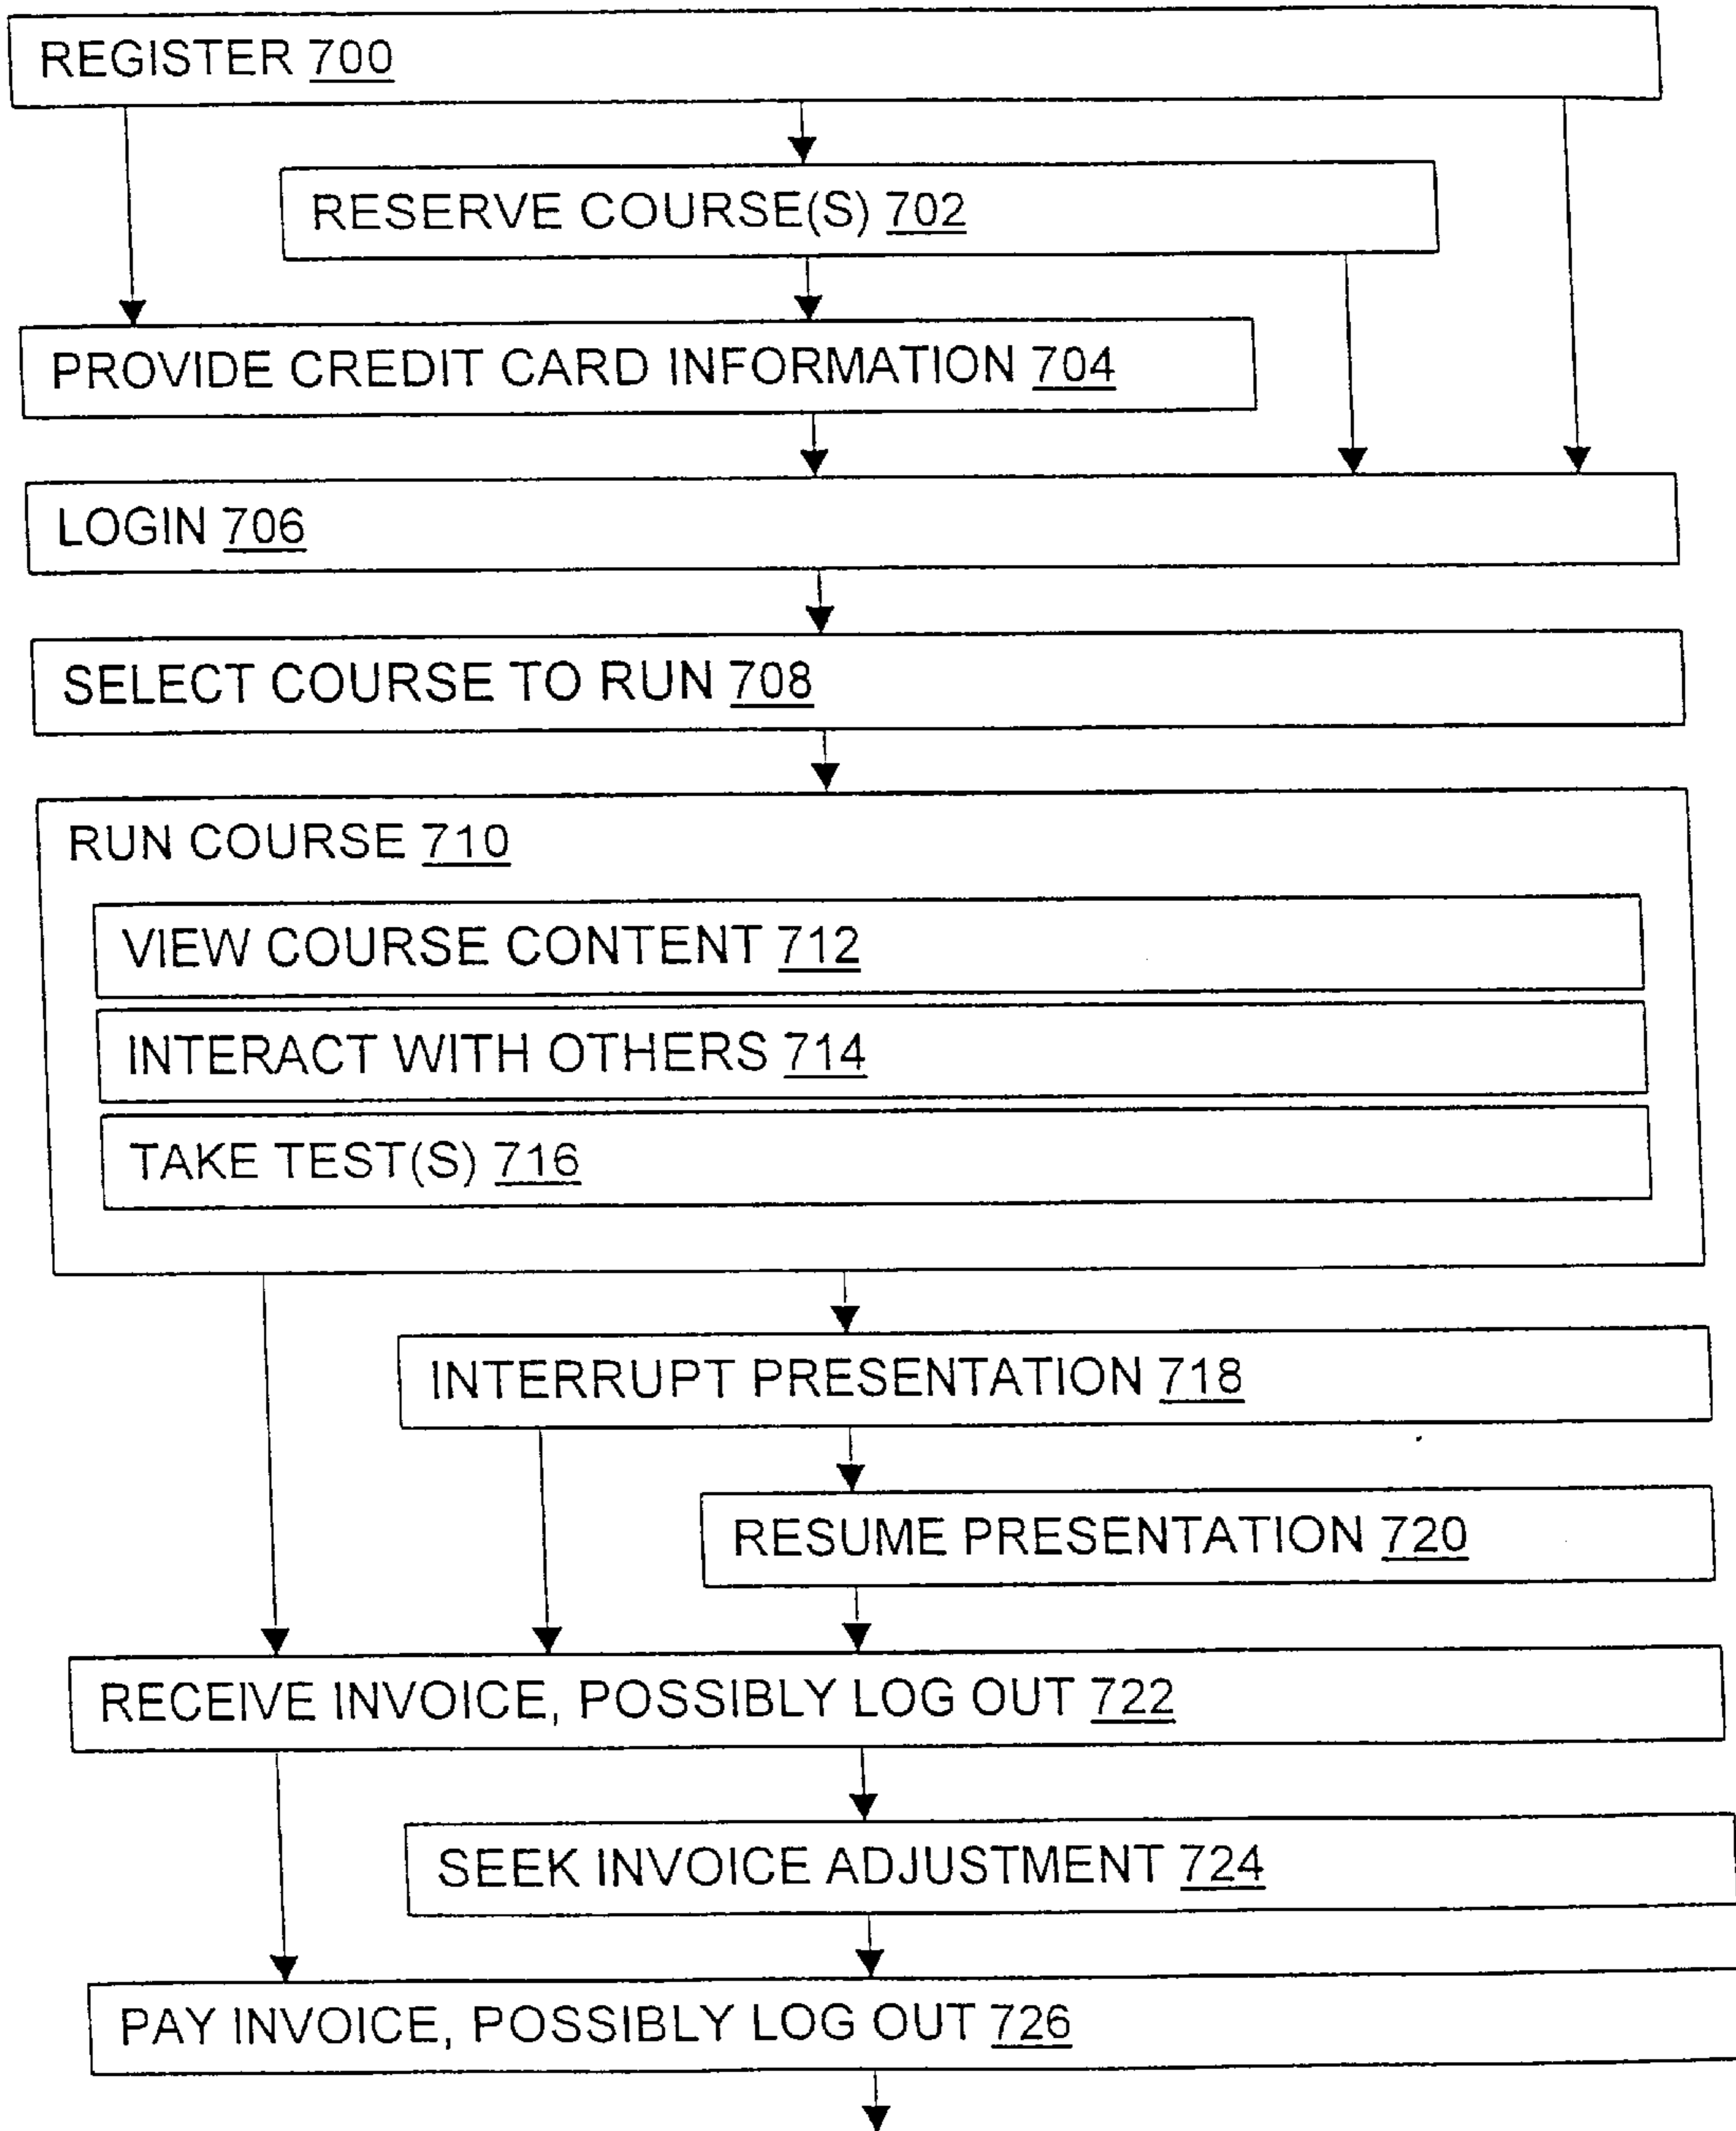 REGISTER 700
RESERVE COURSE(S) 702
PROVIDE CREDIT CARD INFORMATION 704
LOGIN 706
SELECT COURSE TO RUN 708
RUN COURSE 710
VIEW COURSE CONTENT 712
INTERACT WITH OTHERS 714
TAKE TEST(S) 716
INTERRUPT PRESENTATION 718
RESUME PRESENTATION 720
RECEIVE INVOICE, POSSIBLY LOG OUT 722
SEEK INVOICE ADJUSTMENT 724
PAY INVOICE, POSSIBLY LOG OUT 726